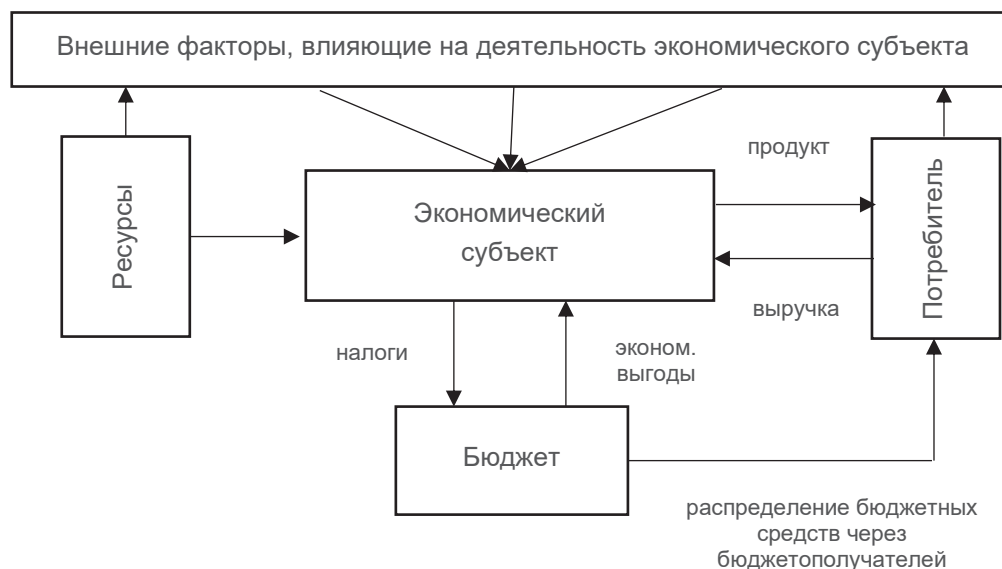 Внешние факторы, влияющие на деятельность экономического субъекта
Ресурсы
Экономический
субъект
продукт
выручка
Потребитель
налоги
эконом.
выгоды
Бюджет
распределение бюджетных
средств через
бюджетополучателей